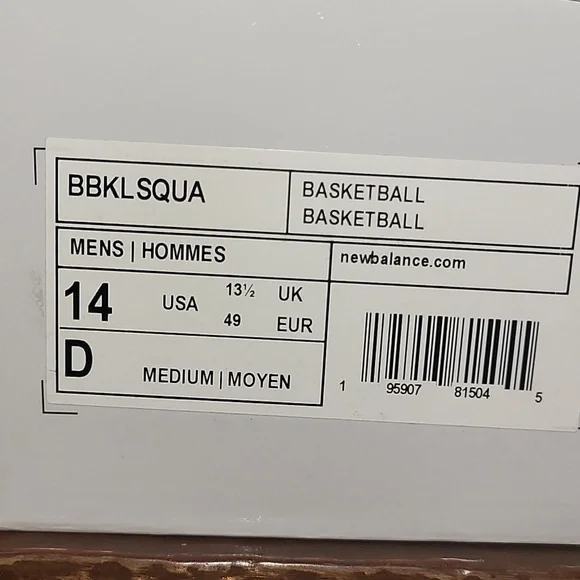 BBKLSQUA
BASKETBALL
BASKETBALL
MENS | HOMMES
newbalance.com
14 USA 13½ UK
49 EUR
D MEDIUM | MOYEN
1 95907 81504 5